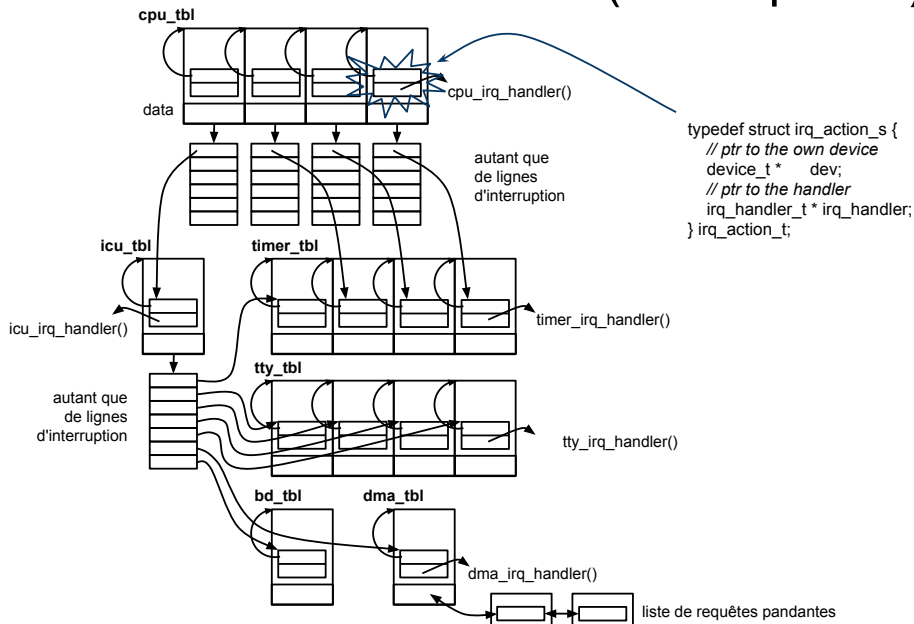 cpu_tbl
cpu_irq_handler()
data
typedef struct irq_action_s {
// ptr to the own device
device_t * dev;
// ptr to the handler
irq_handler_t * irq_handler;
} irq_action_t;
autant que
de lignes
d'interruption
icu_tbl
timer_tbl
icu_irq_handler()
timer_irq_handler()
tty_tbl
autant que
de lignes
d'interruption
tty_irq_handler()
bd_tbl
dma_tbl
dma_irq_handler()
liste de requêtes pandantes